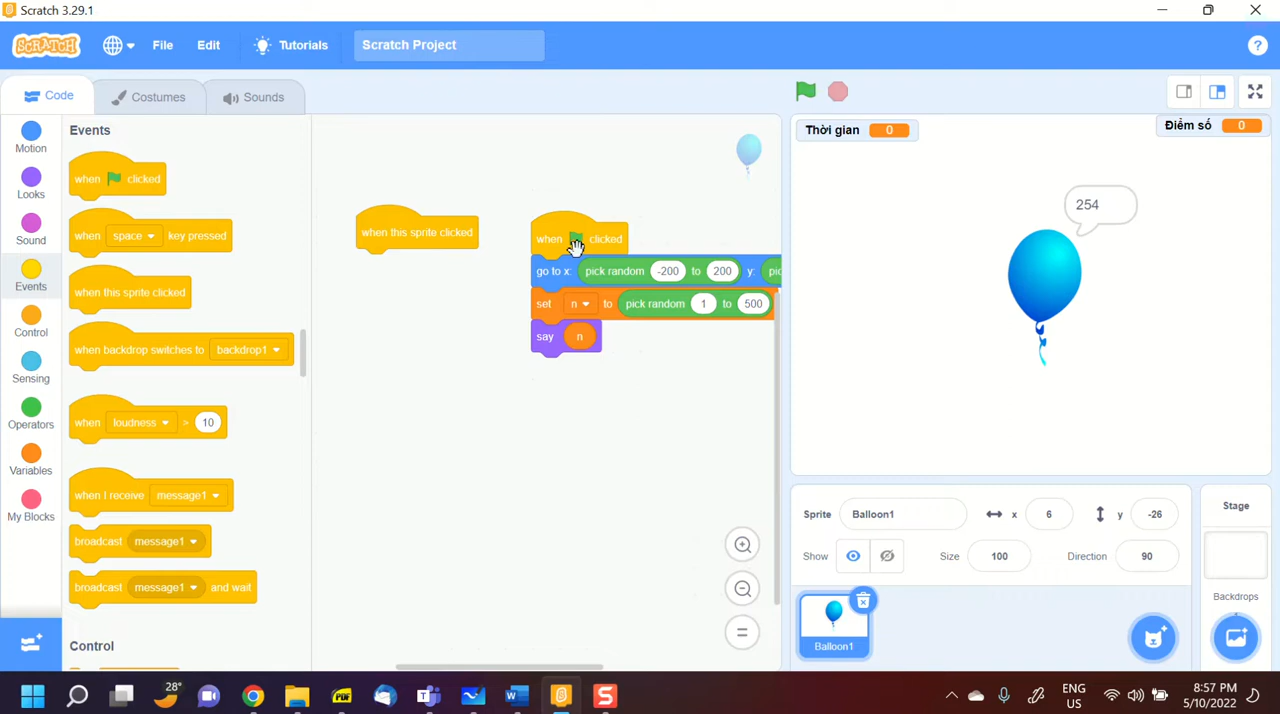 Scratch 3.29.1
SCRATCH
File
Edit
Tutorials
Scratch Project
?
Code
Costumes
Sounds
Motion
Looks
Sound
Events
Control
Sensing
Operators
Variables
My Blocks
Events
when clicked
when space key pressed
when this sprite clicked
when backdrop switches to backdrop1
when loudness > 10
when I receive message1
broadcast message1
broadcast message1 and wait
Control
when this sprite clicked
when clicked
go to x: pick random -200 to 200 y:
set n to pick random 1 to 500
say n
Thời gian 0
Điểm số 0
254
Sprite Balloon1 x 6 y -26
Show Size 100 Direction 90
Balloon1
Stage
Backdrops
28°
PDF
ENG
US
8:57 PM
5/10/2022